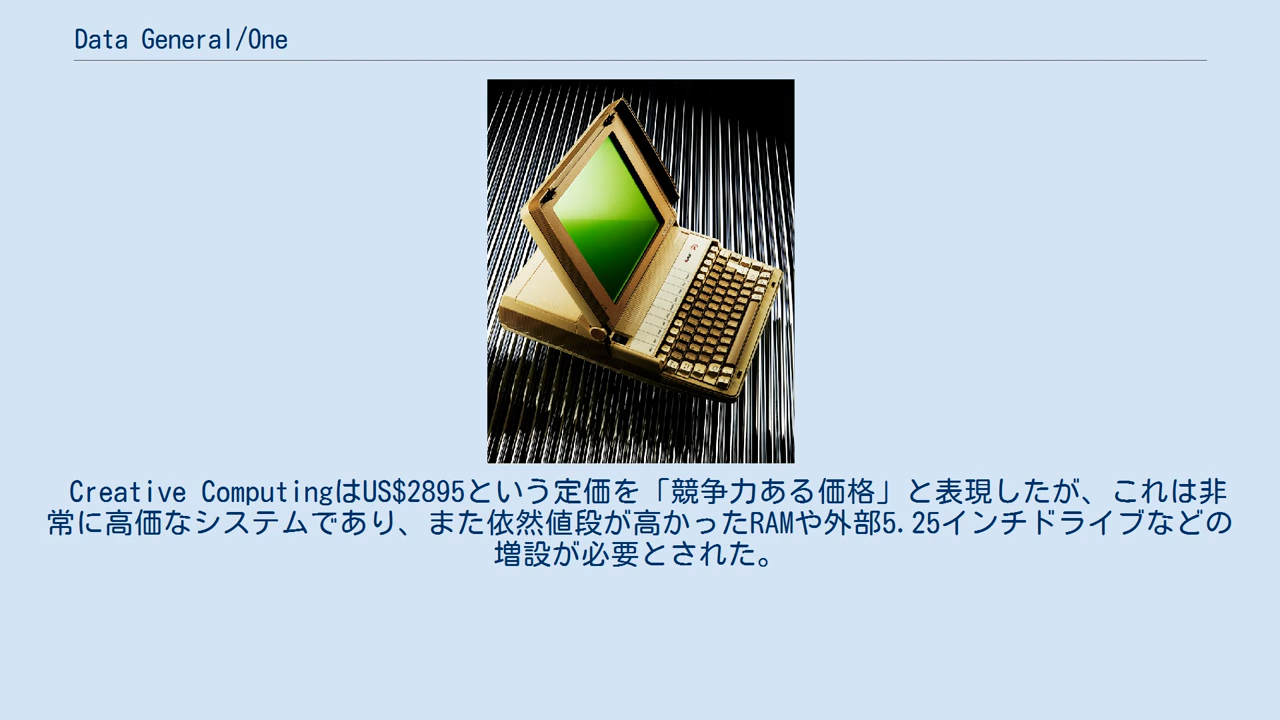 Data General/One
Creative ComputingはUS$2895という定価を「競争力ある価格」と表現したが、これは非
常に高価なシステムであり、また依然値段が高かったRAMや外部5.25インチドライブなどの
増設が必要とされた。